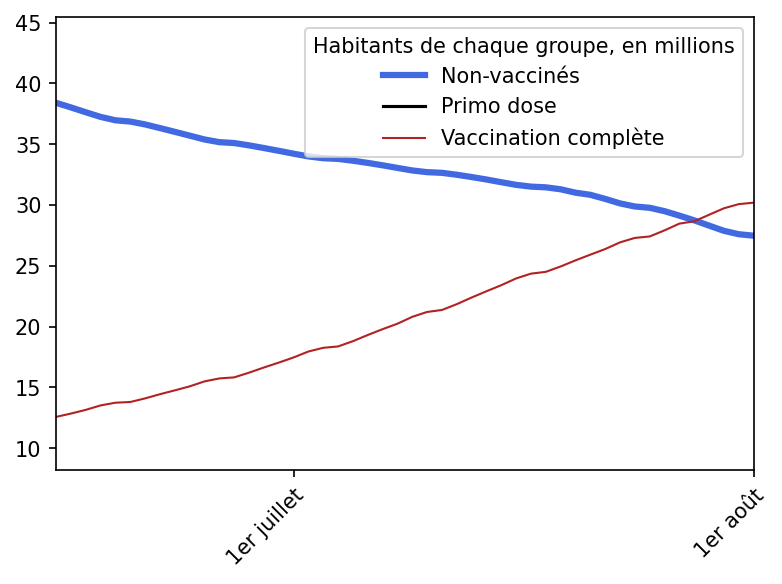 45
40
35
30
25
20
15
10
Habitants de chaque groupe, en millions
Non-vaccinés
Primo dose
Vaccination complète
1er juillet
1er août